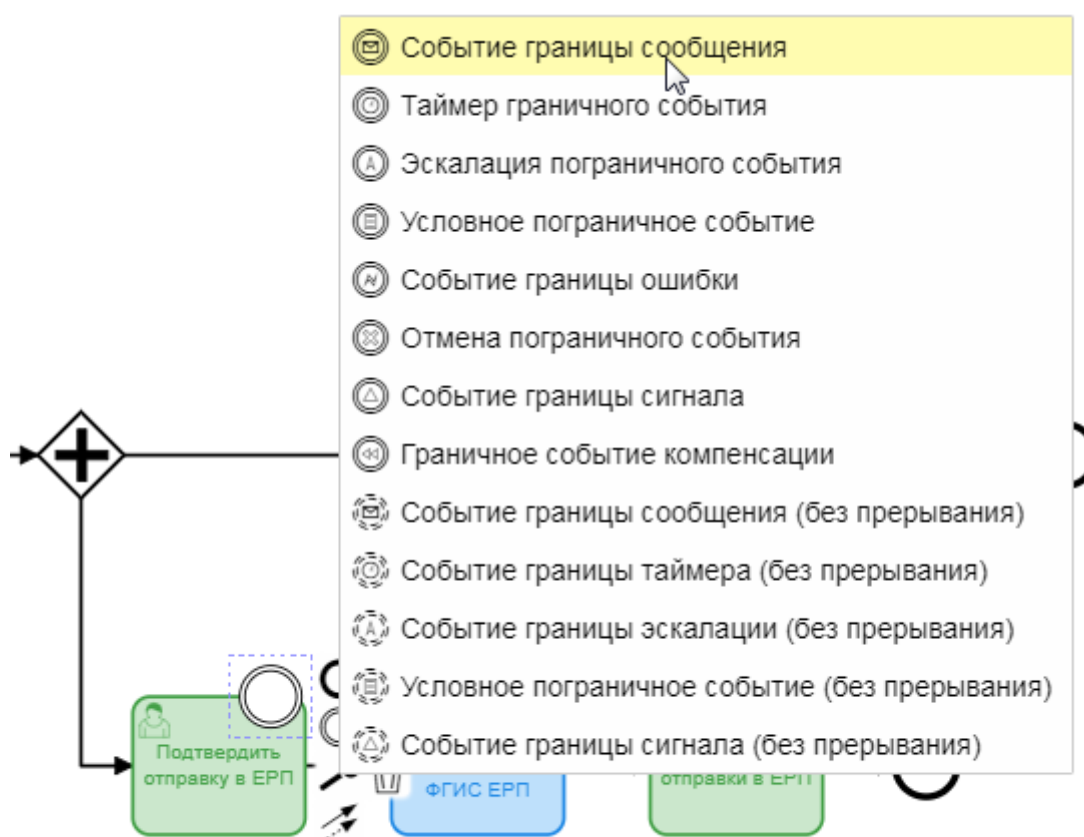 Событие границы сообщения
Таймер граничного события
Эскалация пограничного события
Условное пограничное событие
Событие границы ошибки
Отмена пограничного события
Событие границы сигнала
Граничное событие компенсации
Событие границы сообщения (без прерывания)
Событие границы таймера (без прерывания)
Событие границы эскалации (без прерывания)
Условное пограничное событие (без прерывания)
Событие границы сигнала (без прерывания)
Подтвердить
отправку в ЕРП
ФГИС ЕРП
отправки в ЕРП